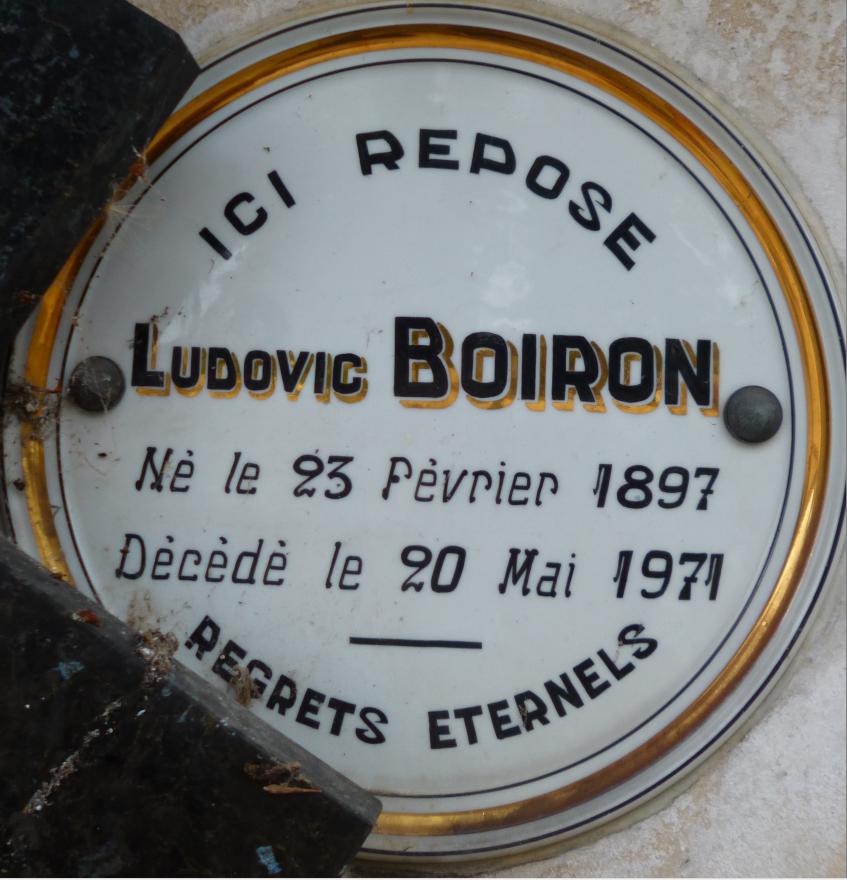 ICI REPOSE
LUDOVIC BOIRON
Né le 23 Février 1897
Décédé le 20 Mai 1971
REGRETS ETERNELS